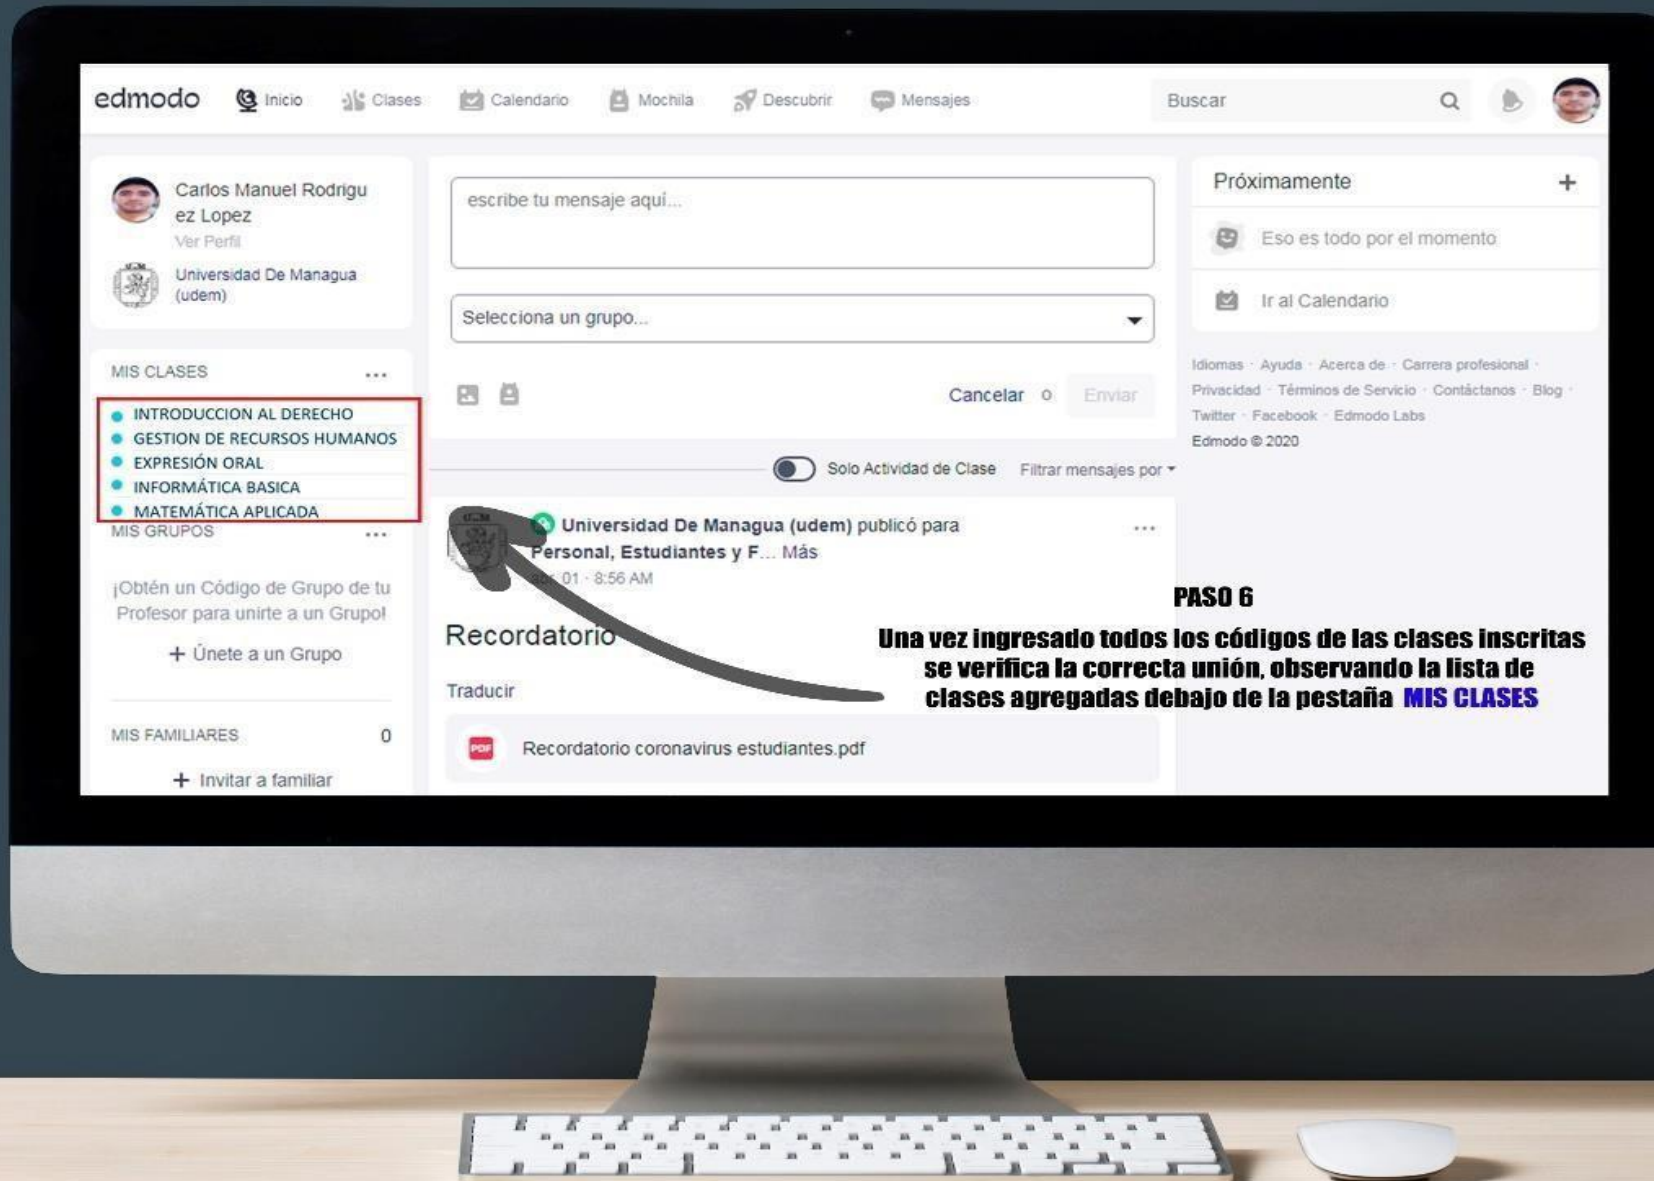 edmodo Inicio Clases Calendario Mochila Descubrir Mensajes Buscar
Carlos Manuel Rodrigu
ez Lopez
Ver Perfil
Universidad De Managua
(udem)
MIS CLASES
INTRODUCCION AL DERECHO
GESTION DE RECURSOS HUMANOS
EXPRESIÓN ORAL
INFORMÁTICA BASICA
MATEMÁTICA APLICADA
MIS GRUPOS
¡Obtén un Código de Grupo de tu
Profesor para unirte a un Grupo!
+ Únete a un Grupo
MIS FAMILIARES 0
+ Invitar a familiar
escribe tu mensaje aquí...
Selecciona un grupo...
Cancelar o Enviar
Solo Actividad de Clase Filtrar mensajes por
Universidad De Managua (udem) publicó para
Personal, Estudiantes y F... Más
abr. 01 · 8:56 AM
Recordatorio
Traducir
PDF Recordatorio coronavirus estudiantes.pdf
Próximamente +
Eso es todo por el momento
Ir al Calendario
Idiomas · Ayuda · Acerca de · Carrera profesional ·
Privacidad · Términos de Servicio · Contáctanos · Blog ·
Twitter · Facebook · Edmodo Labs
Edmodo © 2020
PASO 6
Una vez ingresado todos los códigos de las clases inscritas
se verifica la correcta unión, observando la lista de
clases agregadas debajo de la pestaña MIS CLASES